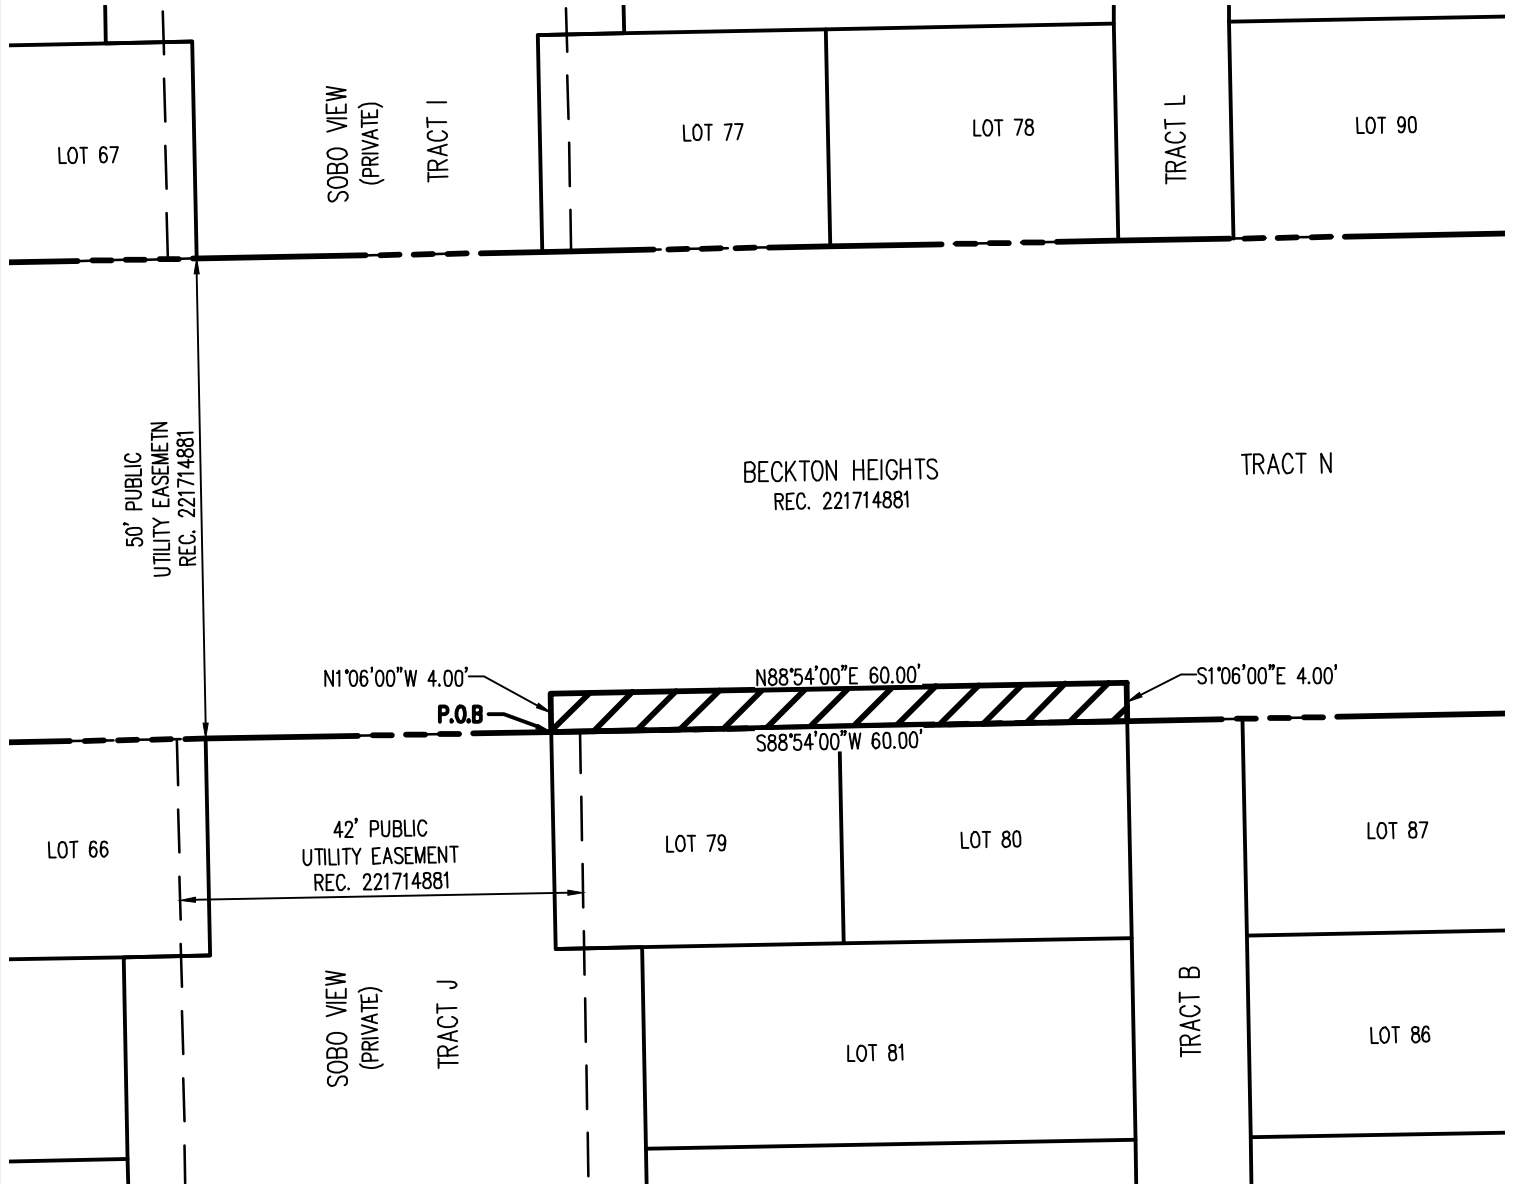 LOT 67
SOBO VIEW
(PRIVATE)
TRACT I
LOT 77
LOT 78
TRACT L
LOT 90
50' PUBLIC
UTILITY EASEMETN
REC. 221714881
BECKTON HEIGHTS
REC. 221714881
TRACT N
N1°06'00"W 4.00'
P.O.B
N88°54'00"E 60.00'
S1°06'00"E 4.00'
S88°54'00"W 60.00'
LOT 66
42' PUBLIC
UTILITY EASEMENT
REC. 221714881
LOT 79
LOT 80
LOT 87
SOBO VIEW
(PRIVATE)
TRACT J
LOT 81
TRACT B
LOT 86